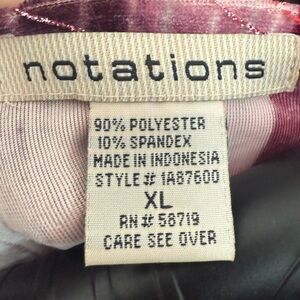 notations
90% POLYESTER
10% SPANDEX
MADE IN INDONESIA
STYLE# 1A87600
XL
RN# 58719
CARE SEE OVER